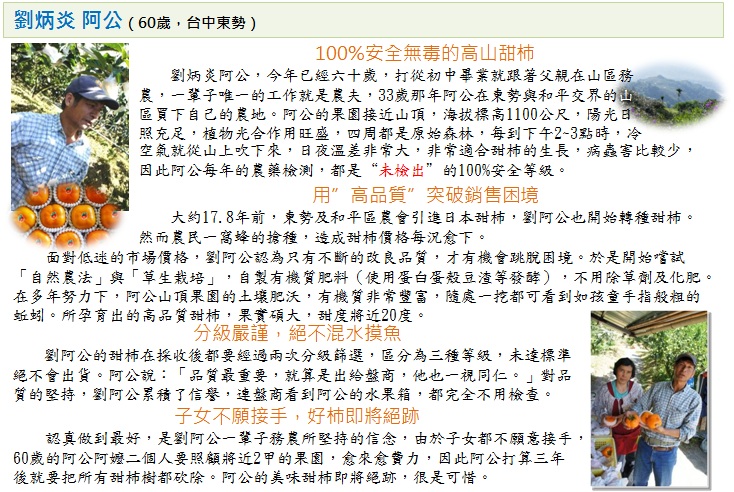 劉炳炎 阿公（60歲，台中東勢）
100%安全無毒的高山甜柿
劉炳炎阿公，今年已經六十歲，打從初中畢業就跟著父親在山區務
農，一輩子唯一的工作就是農夫，33歲那年阿公在東勢與和平交界的山
區買下自己的農地。阿公的果園接近山頂，海拔標高1100公尺，陽光日
照充足，植物光合作用旺盛，四周都是原始森林，每到下午2~3點時，冷
空氣就從山上吹下來，日夜溫差非常大，非常適合甜柿的生長，病蟲害比較少，
因此阿公每年的農藥檢測，都是“未檢出”的100%安全等級。
用”高品質”突破銷售困境
大約17.8年前，東勢及和平區農會引進日本甜柿，劉阿公也開始轉種甜柿。
然而農民一窩蜂的搶種，造成甜柿價格每況愈下。
面對低迷的市場價格，劉阿公認為只有不斷的改良品質，才有機會跳脫困境。於是開始嚐試
「自然農法」與「草生栽培」，自製有機質肥料（使用蛋白蛋殼豆渣等發酵），不用除草劑及化肥。
在多年努力下，阿公山頂果園的土壤肥沃，有機質非常豐富，隨處一挖都可看到如孩童手指般粗的
蚯蚓。所孕育出的高品質甜柿，果實碩大，甜度將近20度。
分級嚴謹，絕不混水摸魚
劉阿公的甜柿在採收後都要經過兩次分級篩選，區分為三種等級，未達標準
絕不會出貨。阿公說：「品質最重要，就算是出給盤商，他也一視同仁。」對品
質的堅持，劉阿公累積了信譽，連盤商看到阿公的水果箱，都完全不用檢查。
子女不願接手，好柿即將絕跡
認真做到最好，是劉阿公一輩子務農所堅持的信念，由於子女都不願意接手，
60歲的阿公阿嬤二個人要照顧將近2甲的果園，愈來愈費力，因此阿公打算三年
後就要把所有甜柿樹都砍除。阿公的美味甜柿即將絕跡，很是可惜。